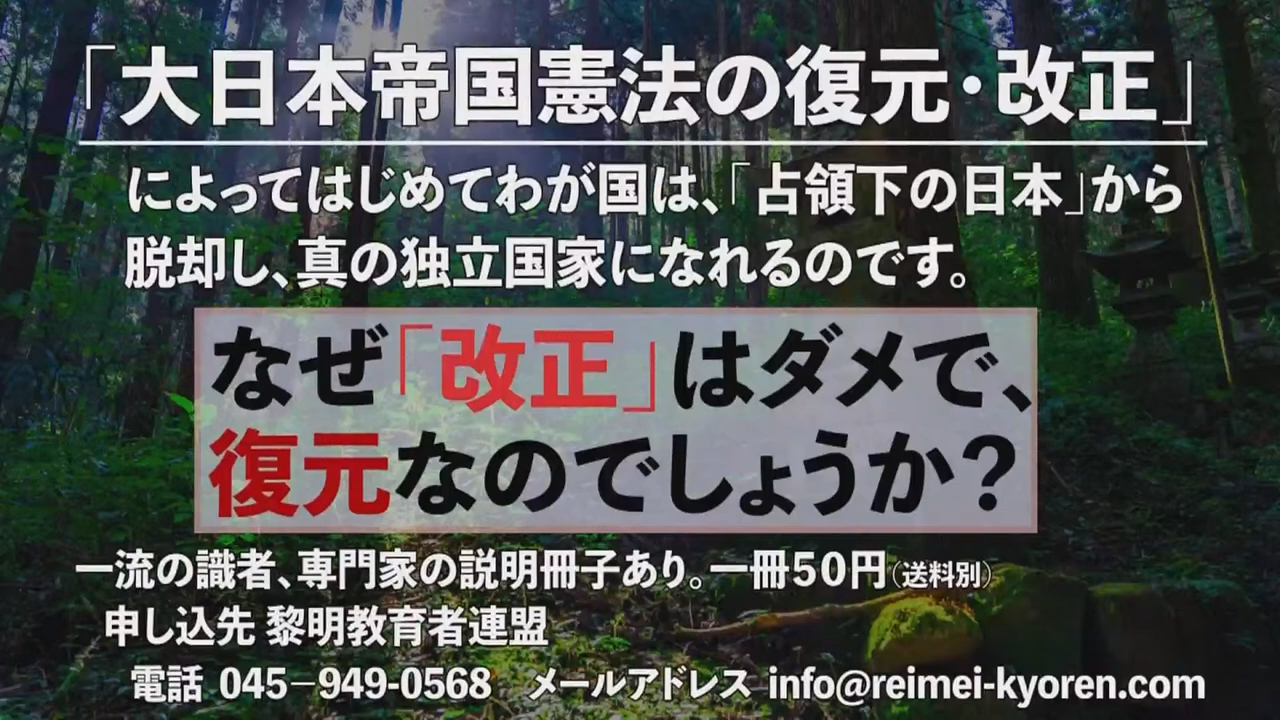 「大日本帝国憲法の復元・改正」
によってはじめてわが国は、「占領下の日本」から
脱却し、真の独立国家になれるのです。
なぜ「改正」はダメで、
復元なのでしょうか？
一流の識者、専門家の説明冊子あり。一冊50円（送料別）
申し込先 黎明教育者連盟
電話 045－949-0568 メールアドレス info@reimei-kyoren.com